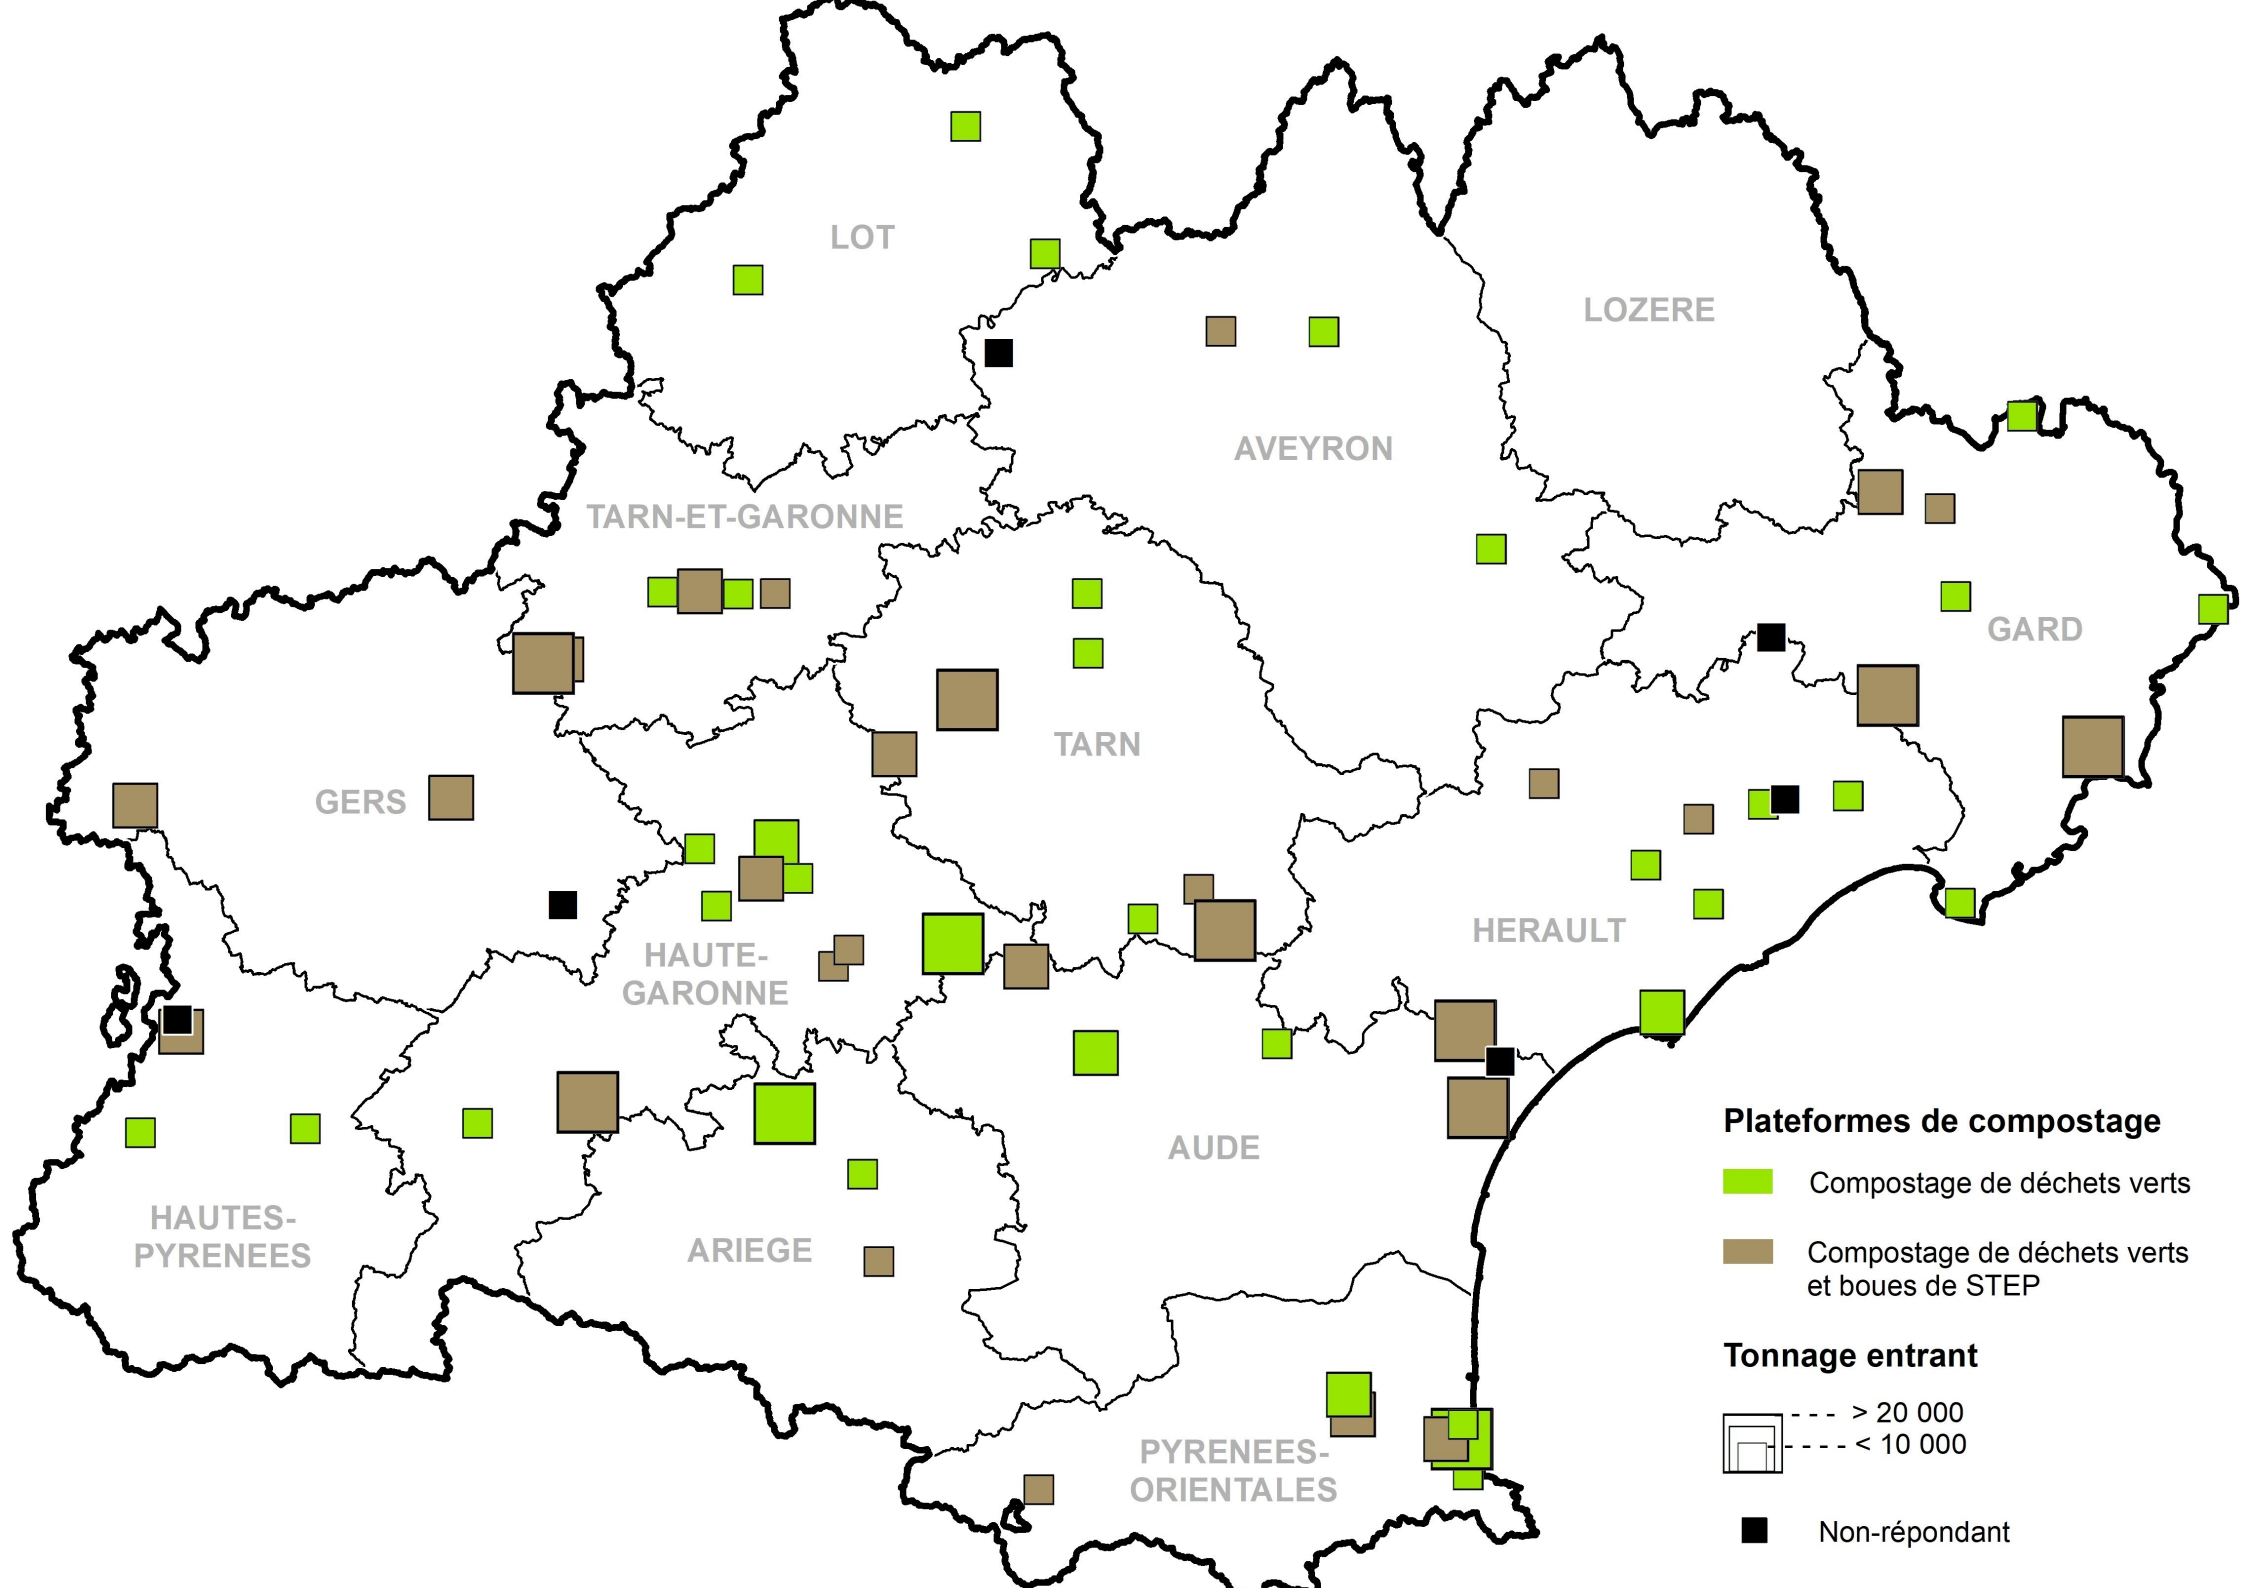 LOT
LOZERE
AVEYRON
TARN-ET-GARONNE
GARD
TARN
GERS
HERAULT
HAUTE-
GARONNE
AUDE
HAUTES-
PYRENEES
ARIEGE
PYRENEES-
ORIENTALES
Plateformes de compostage
Compostage de déchets verts
Compostage de déchets verts
et boues de STEP
Tonnage entrant
> 20 000
< 10 000
Non-répondant